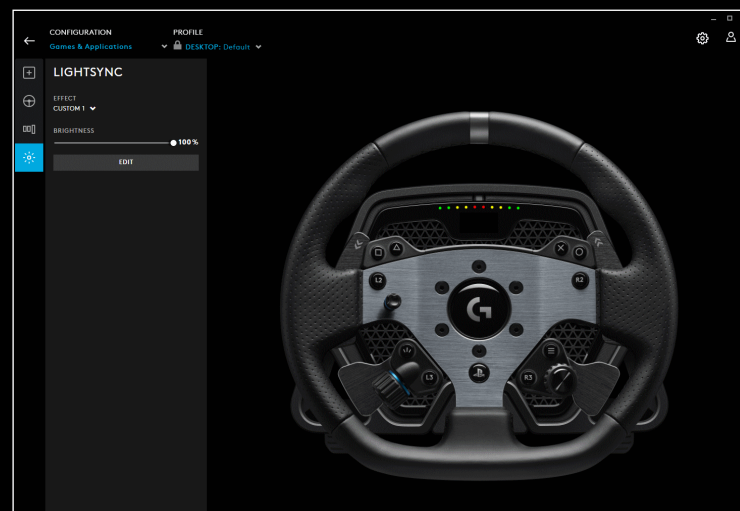 CONFIGURATION
Games & Applications
PROFILE
DESKTOP: Default
LIGHTSYNC
EFFECT
CUSTOM 1
BRIGHTNESS
100%
EDIT
L2
R2
G
L3
R3